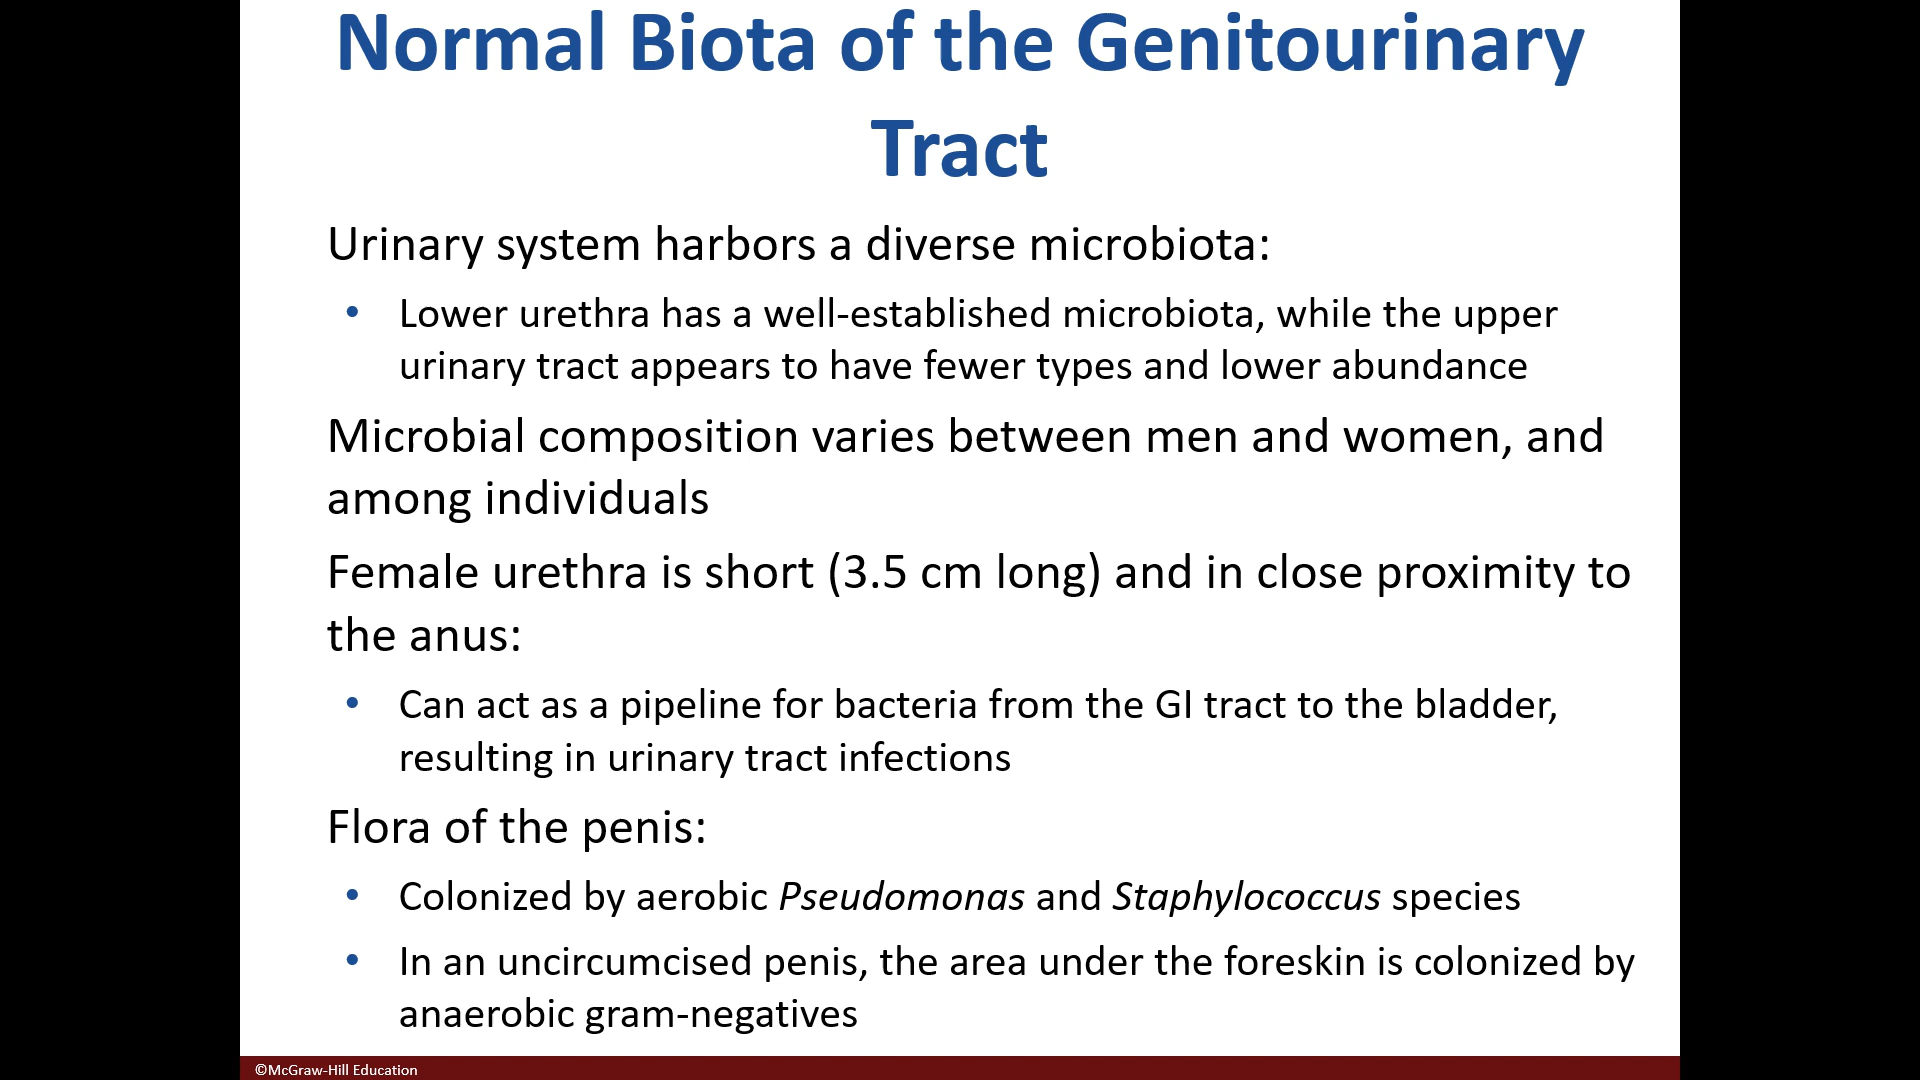 Normal Biota of the Genitourinary
Tract
Urinary system harbors a diverse microbiota:
• Lower urethra has a well-established microbiota, while the upper
urinary tract appears to have fewer types and lower abundance
Microbial composition varies between men and women, and
among individuals
Female urethra is short (3.5 cm long) and in close proximity to
the anus:
• Can act as a pipeline for bacteria from the GI tract to the bladder,
resulting in urinary tract infections
Flora of the penis:
• Colonized by aerobic Pseudomonas and Staphylococcus species
• In an uncircumcised penis, the area under the foreskin is colonized by
anaerobic gram-negatives
©McGraw-Hill Education